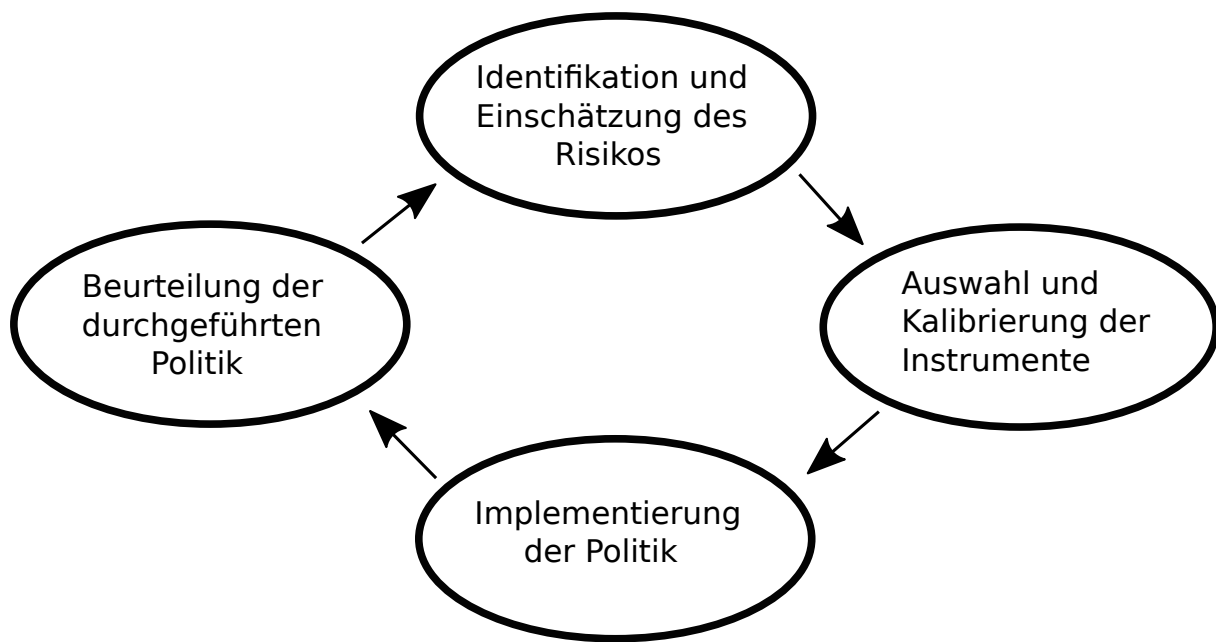 Identifikation und
Einschätzung des
Risikos
Auswahl und
Kalibrierung der
Instrumente
Implementierung
der Politik
Beurteilung der
durchgeführten
Politik